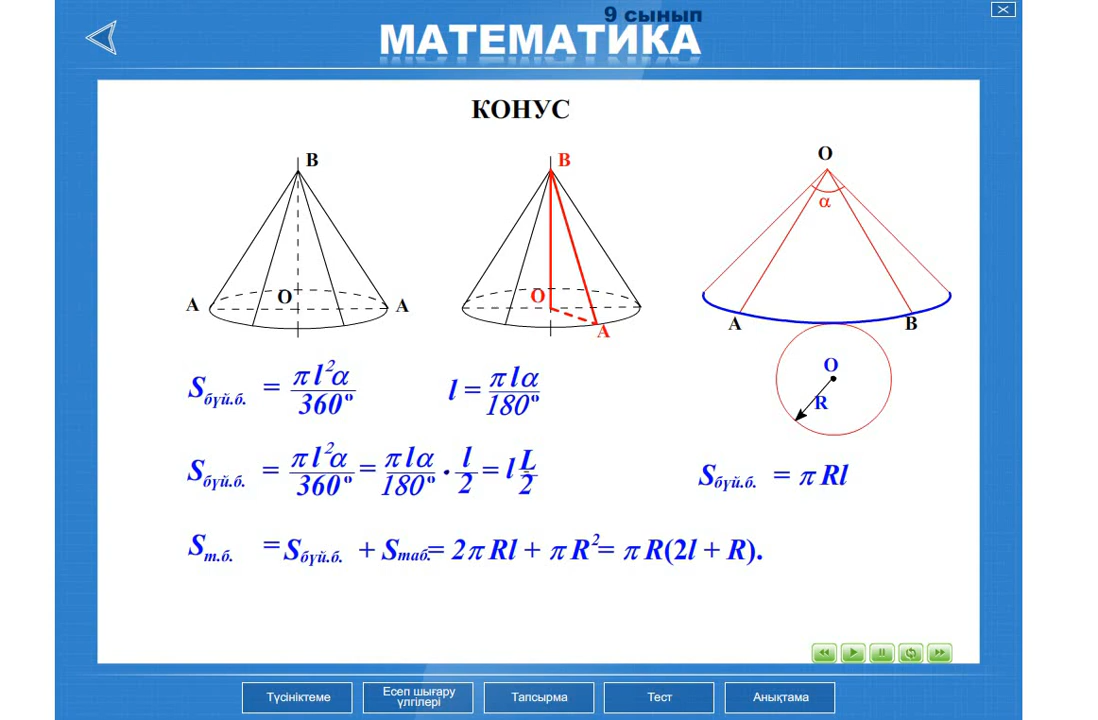 9 сынып
МАТЕМАТИКА
КОНУС
B
A O A
B
O
A
O
α
A B
O
R
Sбүй.б. = πl²α/360° l = πlα/180°
Sбүй.б. = πl²α/360° = πlα/180° · l/2 = l L/2
Sбүй.б. = πRl
Sт.б. = Sбүй.б. + Sтаб.= 2πRl + πR²= πR(2l + R).
Түсініктеме
Есеп шығару
үлгілері
Тапсырма
Тест
Анықтама